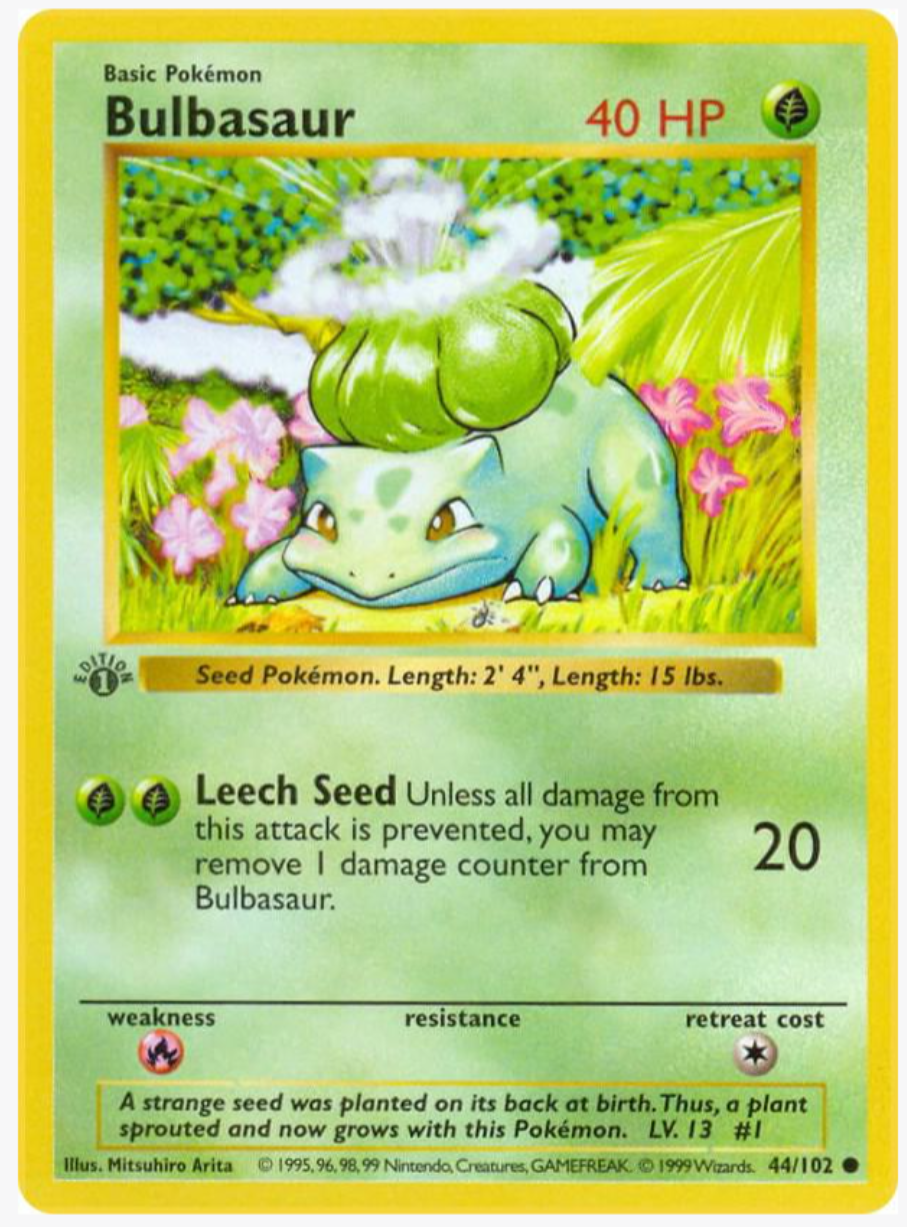 Basic Pokémon
Bulbasaur 40 HP
EDITION 1
Seed Pokémon. Length: 2' 4", Length: 15 lbs.
Leech Seed Unless all damage from
this attack is prevented, you may
remove 1 damage counter from
Bulbasaur.
20
weakness resistance retreat cost
A strange seed was planted on its back at birth. Thus, a plant
sprouted and now grows with this Pokémon. LV. 13 #1
Illus. Mitsuhiro Arita © 1995, 96, 98, 99 Nintendo, Creatures, GAMEFREAK. © 1999 Wizards. 44/102 ●